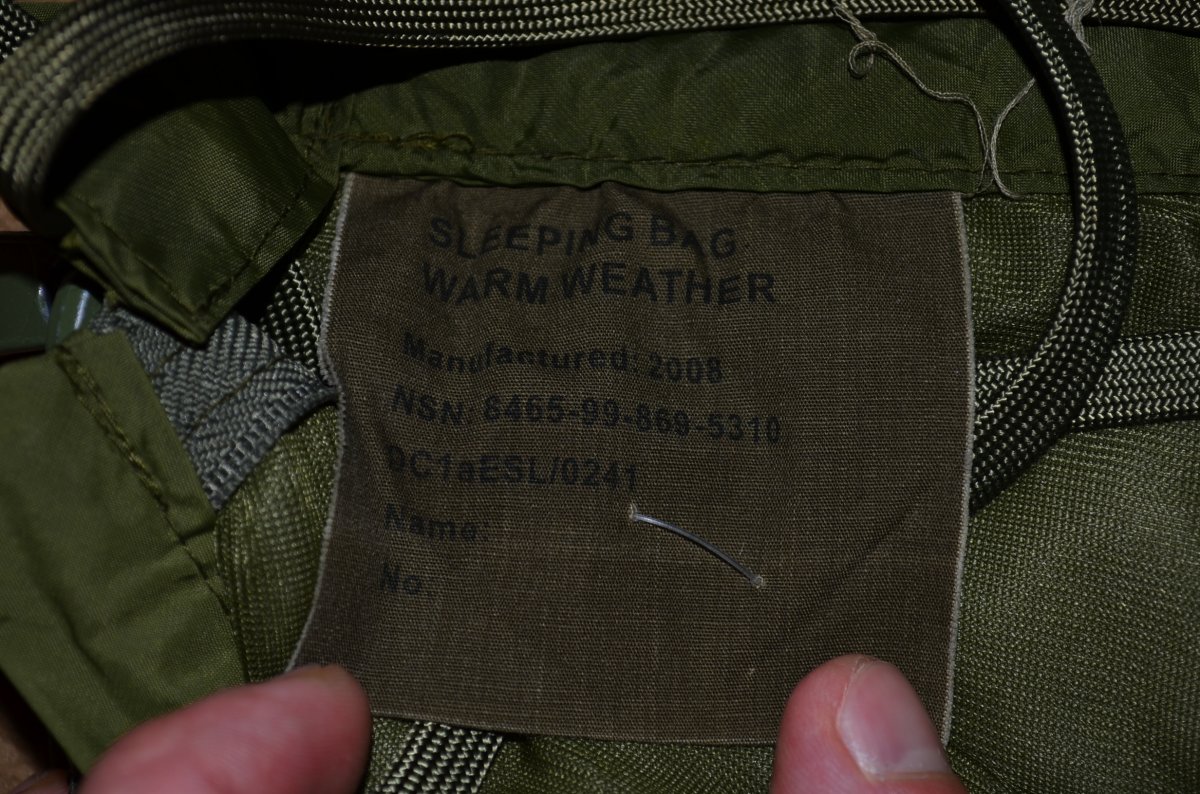 SLEEPING BAG
WARM WEATHER
Manufactured: 2008
NSN. 8465-99-869-5310
DC1aESL/0241
Name:
No.